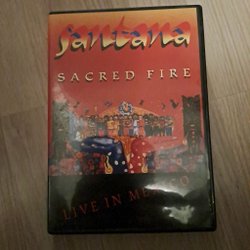 santana
SACRED FIRE
LIVE IN MEXICO